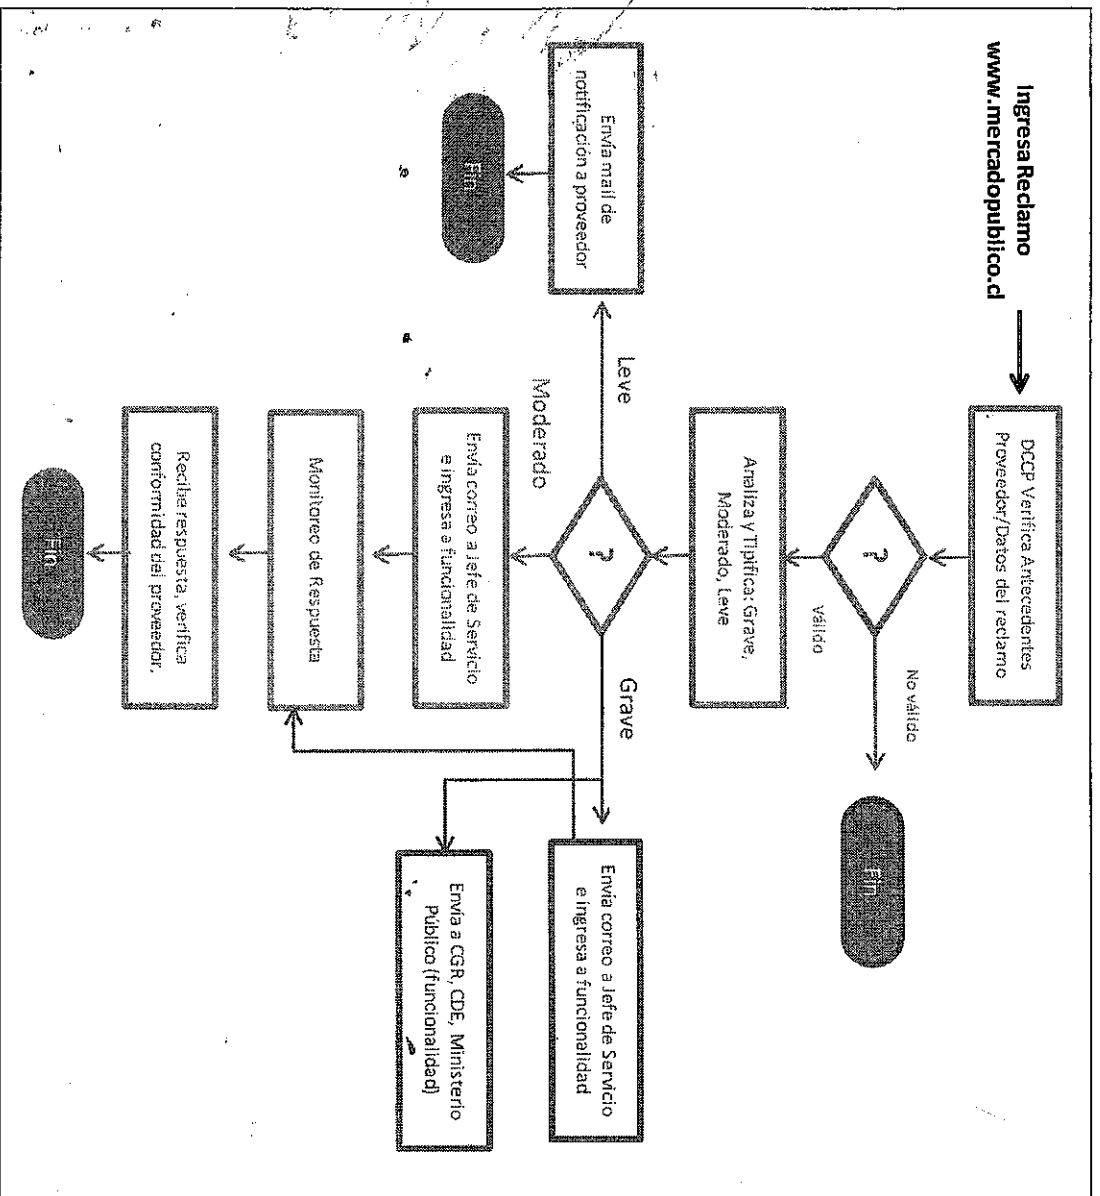 IngresaReclamo
www.mercadopublico.cl
DCCP Verifica Antecedentes
Proveedor/Datos del reclamo
?
No válido
Fin
Válido
Analiza y Tipifica: Grave,
Moderado, Leve
?
Leve
Envía mail de
notificación a proveedor
Fin
Moderado
Envía correo a Jefe de Servicio
e ingresa a funcionalidad
Monitoreo de Respuesta
Recibe respuesta, verifica
conformidad del proveedor,
Fin
Grave
Envía correo a Jefe de Servicio
e ingresa a funcionalidad
Envía a CGR, CDE, Ministerio
Público (funcionalidad)